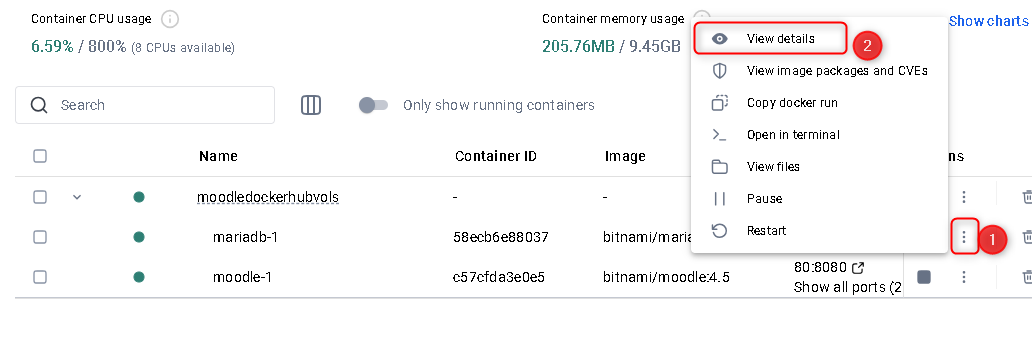 Container CPU usage
6.59% / 800% (8 CPUs available)
Container memory usage
205.76MB / 9.45GB
Show charts
View details
2
View image packages and CVEs
Copy docker run
Open in terminal
View files
Pause
Restart
Search
Only show running containers
Name Container ID Image ns
moodledockerhubvols - -
mariadb-1 58ecb6e88037 bitnami/maria
1
moodle-1 c57cfda3e0e5 bitnami/moodle:4.5 80:8080
Show all ports (2